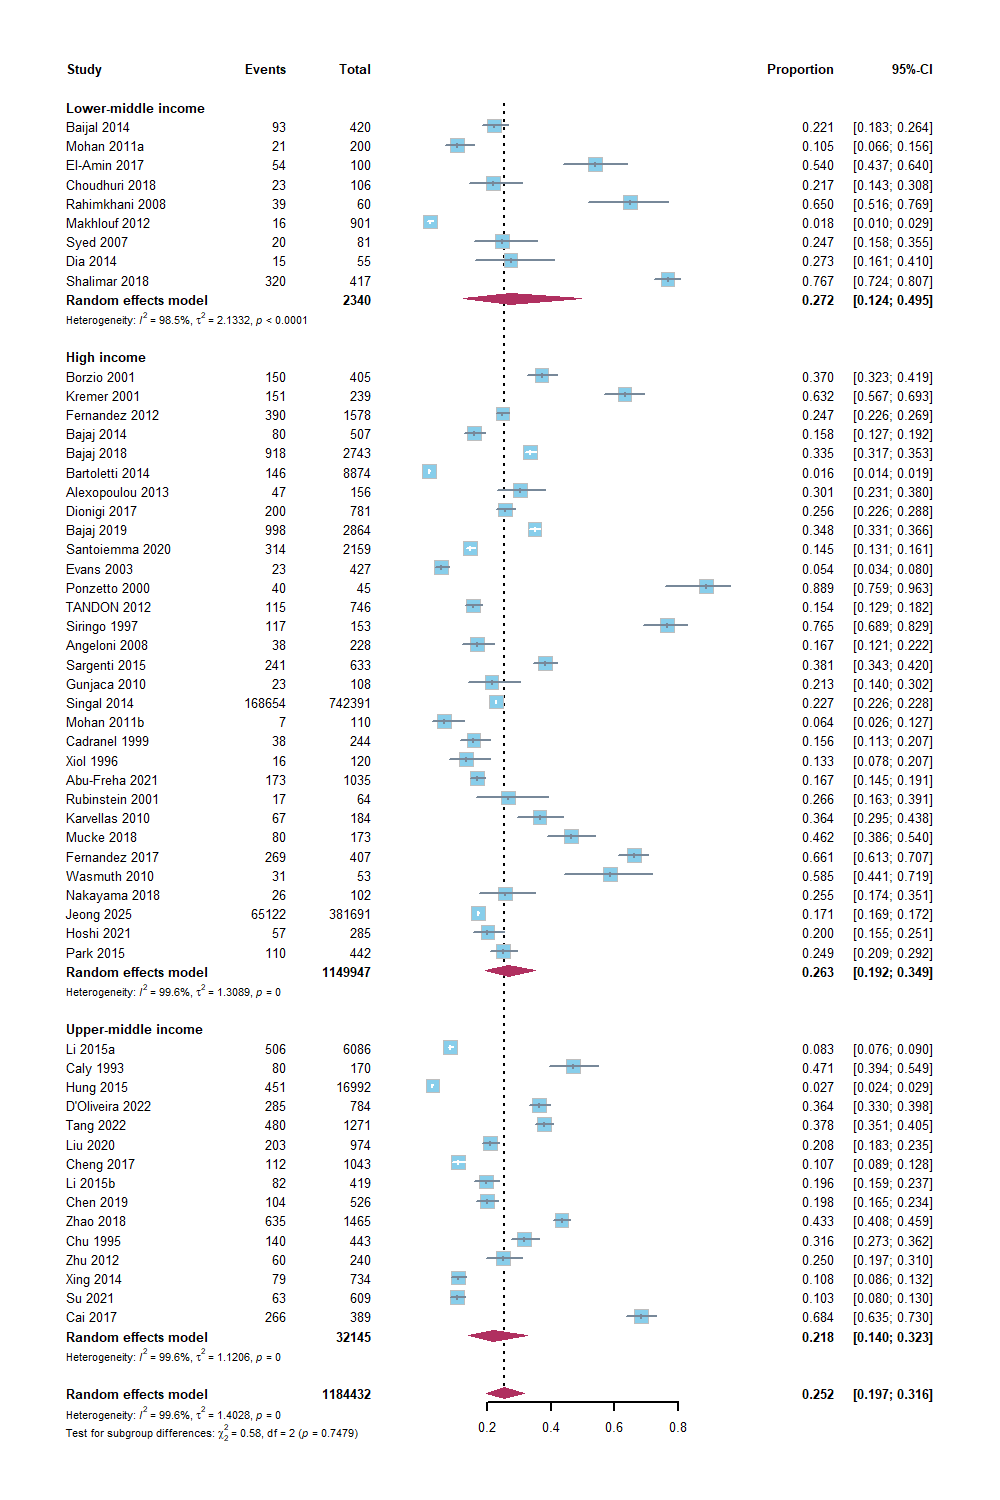 Study Events Total Proportion 95%-CI
Lower-middle income
Baijal 2014 93 420 0.221 [0.183; 0.264]
Mohan 2011a 21 200 0.105 [0.066; 0.156]
El-Amin 2017 54 100 0.540 [0.437; 0.640]
Choudhuri 2018 23 106 0.217 [0.143; 0.308]
Rahimkhani 2008 39 60 0.650 [0.516; 0.769]
Makhlouf 2012 16 901 0.018 [0.010; 0.029]
Syed 2007 20 81 0.247 [0.158; 0.355]
Dia 2014 15 55 0.273 [0.161; 0.410]
Shalimar 2018 320 417 0.767 [0.724; 0.807]
Random effects model 2340 0.272 [0.124; 0.495]
Heterogeneity: I² = 98.5%, τ² = 2.1332, p < 0.0001
High income
Borzio 2001 150 405 0.370 [0.323; 0.419]
Kremer 2001 151 239 0.632 [0.567; 0.693]
Fernandez 2012 390 1578 0.247 [0.226; 0.269]
Bajaj 2014 80 507 0.158 [0.127; 0.192]
Bajaj 2018 918 2743 0.335 [0.317; 0.353]
Bartoletti 2014 146 8874 0.016 [0.014; 0.019]
Alexopoulou 2013 47 156 0.301 [0.231; 0.380]
Dionigi 2017 200 781 0.256 [0.226; 0.288]
Bajaj 2019 998 2864 0.348 [0.331; 0.366]
Santoiemma 2020 314 2159 0.145 [0.131; 0.161]
Evans 2003 23 427 0.054 [0.034; 0.080]
Ponzetto 2000 40 45 0.889 [0.759; 0.963]
TANDON 2012 115 746 0.154 [0.129; 0.182]
Siringo 1997 117 153 0.765 [0.689; 0.829]
Angeloni 2008 38 228 0.167 [0.121; 0.222]
Sargenti 2015 241 633 0.381 [0.343; 0.420]
Gunjaca 2010 23 108 0.213 [0.140; 0.302]
Singal 2014 168654 742391 0.227 [0.226; 0.228]
Mohan 2011b 7 110 0.064 [0.026; 0.127]
Cadranel 1999 38 244 0.156 [0.113; 0.207]
Xiol 1996 16 120 0.133 [0.078; 0.207]
Abu-Freha 2021 173 1035 0.167 [0.145; 0.191]
Rubinstein 2001 17 64 0.266 [0.163; 0.391]
Karvellas 2010 67 184 0.364 [0.295; 0.438]
Mucke 2018 80 173 0.462 [0.386; 0.540]
Fernandez 2017 269 407 0.661 [0.613; 0.707]
Wasmuth 2010 31 53 0.585 [0.441; 0.719]
Nakayama 2018 26 102 0.255 [0.174; 0.351]
Jeong 2025 65122 381691 0.171 [0.169; 0.172]
Hoshi 2021 57 285 0.200 [0.155; 0.251]
Park 2015 110 442 0.249 [0.209; 0.292]
Random effects model 1149947 0.263 [0.192; 0.349]
Heterogeneity: I² = 99.6%, τ² = 1.3089, p = 0
Upper-middle income
Li 2015a 506 6086 0.083 [0.076; 0.090]
Caly 1993 80 170 0.471 [0.394; 0.549]
Hung 2015 451 16992 0.027 [0.024; 0.029]
D'Oliveira 2022 285 784 0.364 [0.330; 0.398]
Tang 2022 480 1271 0.378 [0.351; 0.405]
Liu 2020 203 974 0.208 [0.183; 0.235]
Cheng 2017 112 1043 0.107 [0.089; 0.128]
Li 2015b 82 419 0.196 [0.159; 0.237]
Chen 2019 104 526 0.198 [0.165; 0.234]
Zhao 2018 635 1465 0.433 [0.408; 0.459]
Chu 1995 140 443 0.316 [0.273; 0.362]
Zhu 2012 60 240 0.250 [0.197; 0.310]
Xing 2014 79 734 0.108 [0.086; 0.132]
Su 2021 63 609 0.103 [0.080; 0.130]
Cai 2017 266 389 0.684 [0.635; 0.730]
Random effects model 32145 0.218 [0.140; 0.323]
Heterogeneity: I² = 99.6%, τ² = 1.1206, p = 0
Random effects model 1184432 0.252 [0.197; 0.316]
Heterogeneity: I² = 99.6%, τ² = 1.4028, p = 0
Test for subgroup differences: χ²₂ = 0.58, df = 2 (p = 0.7479)
0.2 0.4 0.6 0.8